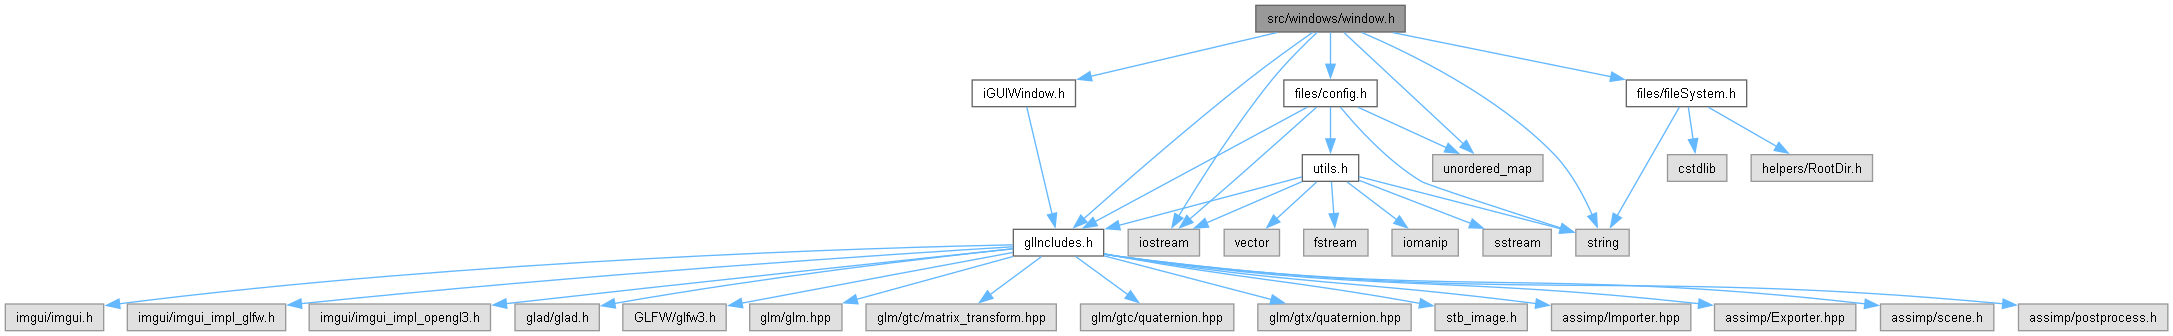 src/windows/window.h
iGUIWindow.h
files/config.h
files/fileSystem.h
utils.h
unordered_map
cstdlib
helpers/RootDir.h
glIncludes.h
iostream
vector
fstream
iomanip
sstream
string
imgui/imgui.h
imgui/imgui_impl_glfw.h
imgui/imgui_impl_opengl3.h
glad/glad.h
GLFW/glfw3.h
glm/glm.hpp
glm/gtc/matrix_transform.hpp
glm/gtc/quaternion.hpp
glm/gtx/quaternion.hpp
stb_image.h
assimp/Importer.hpp
assimp/Exporter.hpp
assimp/scene.h
assimp/postprocess.h